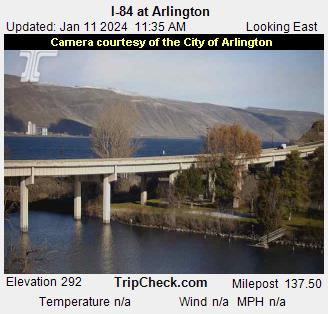 I-84 at Arlington
Updated: Jan 11 2024 11:35 AM Looking East
Camera courtesy of the City of Arlington
Elevation 292 TripCheck.com Milepost 137.50
Temperature n/a Wind n/a MPH n/a